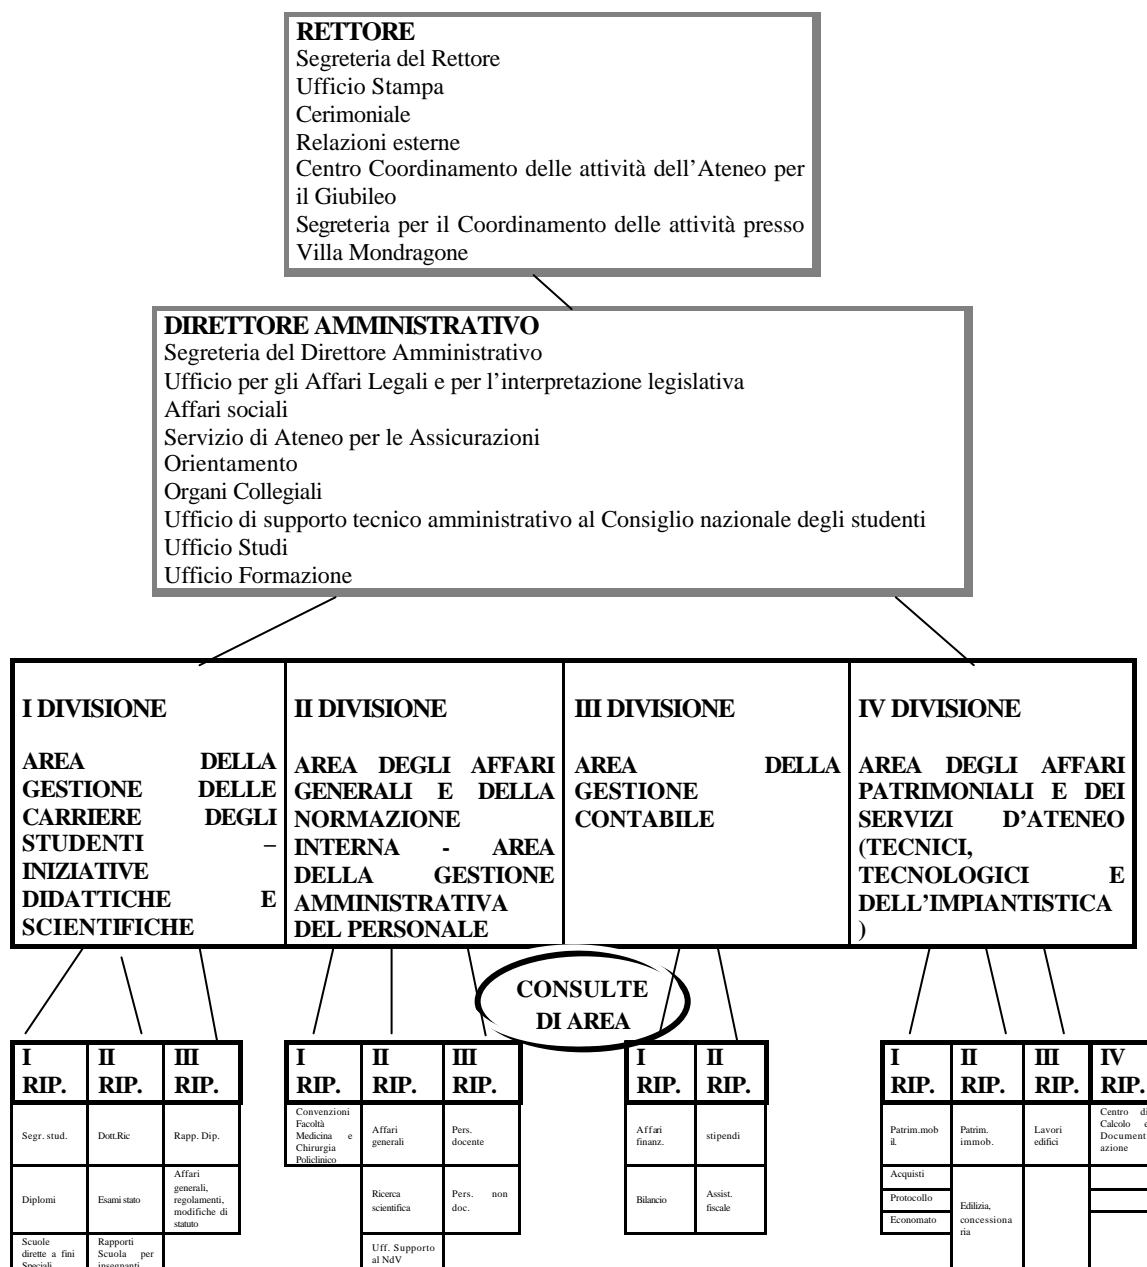 RETTORE
Segreteria del Rettore
Ufficio Stampa
Cerimoniale
Relazioni esterne
Centro Coordinamento delle attività dell’Ateneo per
il Giubileo
Segreteria per il Coordinamento delle attività presso
Villa Mondragone
DIRETTORE AMMINISTRATIVO
Segreteria del Direttore Amministrativo
Ufficio per gli Affari Legali e per l’interpretazione legislativa
Affari sociali
Servizio di Ateneo per le Assicurazioni
Orientamento
Organi Collegiali
Ufficio di supporto tecnico amministrativo al Consiglio nazionale degli studenti
Ufficio Studi
Ufficio Formazione
I DIVISIONE
AREA DELLA
GESTIONE DELLE
CARRIERE DEGLI
STUDENTI –
INIZIATIVE
DIDATTICHE E
SCIENTIFICHE
II DIVISIONE
AREA DEGLI AFFARI
GENERALI E DELLA
NORMAZIONE
INTERNA - AREA
DELLA GESTIONE
AMMINISTRATIVA
DEL PERSONALE
III DIVISIONE
AREA DELLA
GESTIONE
CONTABILE
IV DIVISIONE
AREA DEGLI AFFARI
PATRIMONIALI E DEI
SERVIZI D’ATENEO
(TECNICI,
TECNOLOGICI E
DELL’IMPIANTISTICA
)
CONSULTE
DI AREA
I
RIP.
II
RIP.
III
RIP.
Segr. stud.
Dott.Ric
Rapp. Dip.
Diplomi
Esami stato
Affari
generali,
regolamenti,
modifiche di
statuto
Scuole
dirette a fini
Speciali
Rapporti
Scuola per
insegnanti
I
RIP.
II
RIP.
III
RIP.
Convenzioni
Facoltà
Medicina e
Chirurgia
Policlinico
Affari
generali
Pers.
docente
Ricerca
scientifica
Pers. non
doc.
Uff. Supporto
al NdV
I
RIP.
II
RIP.
Affari
finanz.
stipendi
Bilancio
Assist.
fiscale
I
RIP.
II
RIP.
III
RIP.
IV
RIP.
Patrim.mob
il.
Patrim.
immob.
Lavori
edifici
Centro di
Calcolo e
Document
azione
Acquisti
Protocollo
Economato
Edilizia,
concessiona
ria